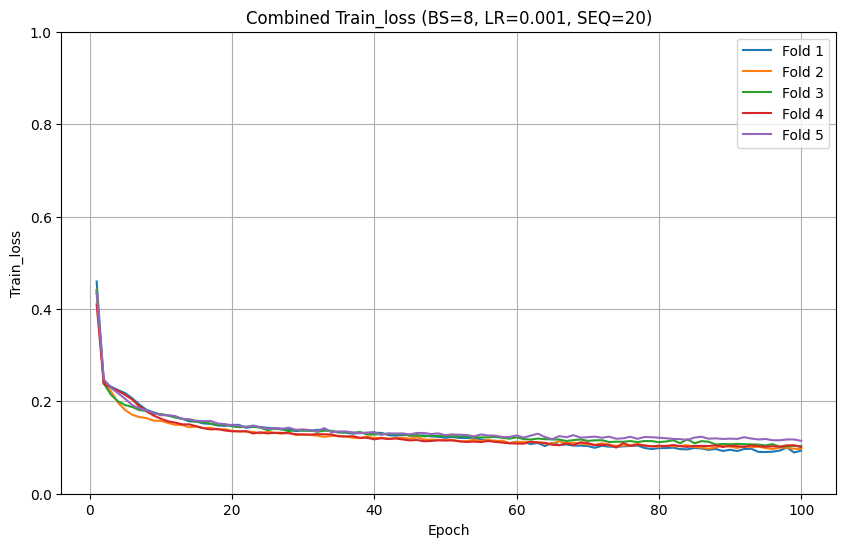 Combined Train_loss (BS=8, LR=0.001, SEQ=20)
1.0
0.8
0.6
0.4
0.2
0.0
Train_loss
0 20 40 60 80 100
Epoch
Fold 1
Fold 2
Fold 3
Fold 4
Fold 5